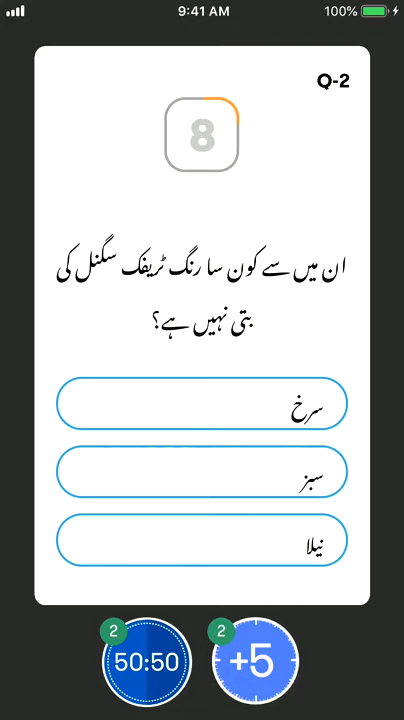 9:41 AM
100%
Q-2
8
ان میں سے کون سا رنگ ٹریفک سگنل کی
بتی نہیں ہے؟
سرخ
سبز
نیلا
2
50:50
2
+5